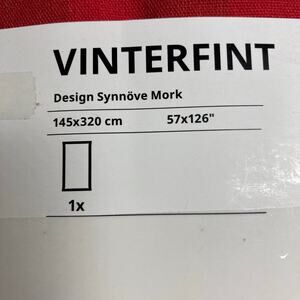 VINTERFINT
Design Synnöve Mork
145x320 cm 57x126"
1x